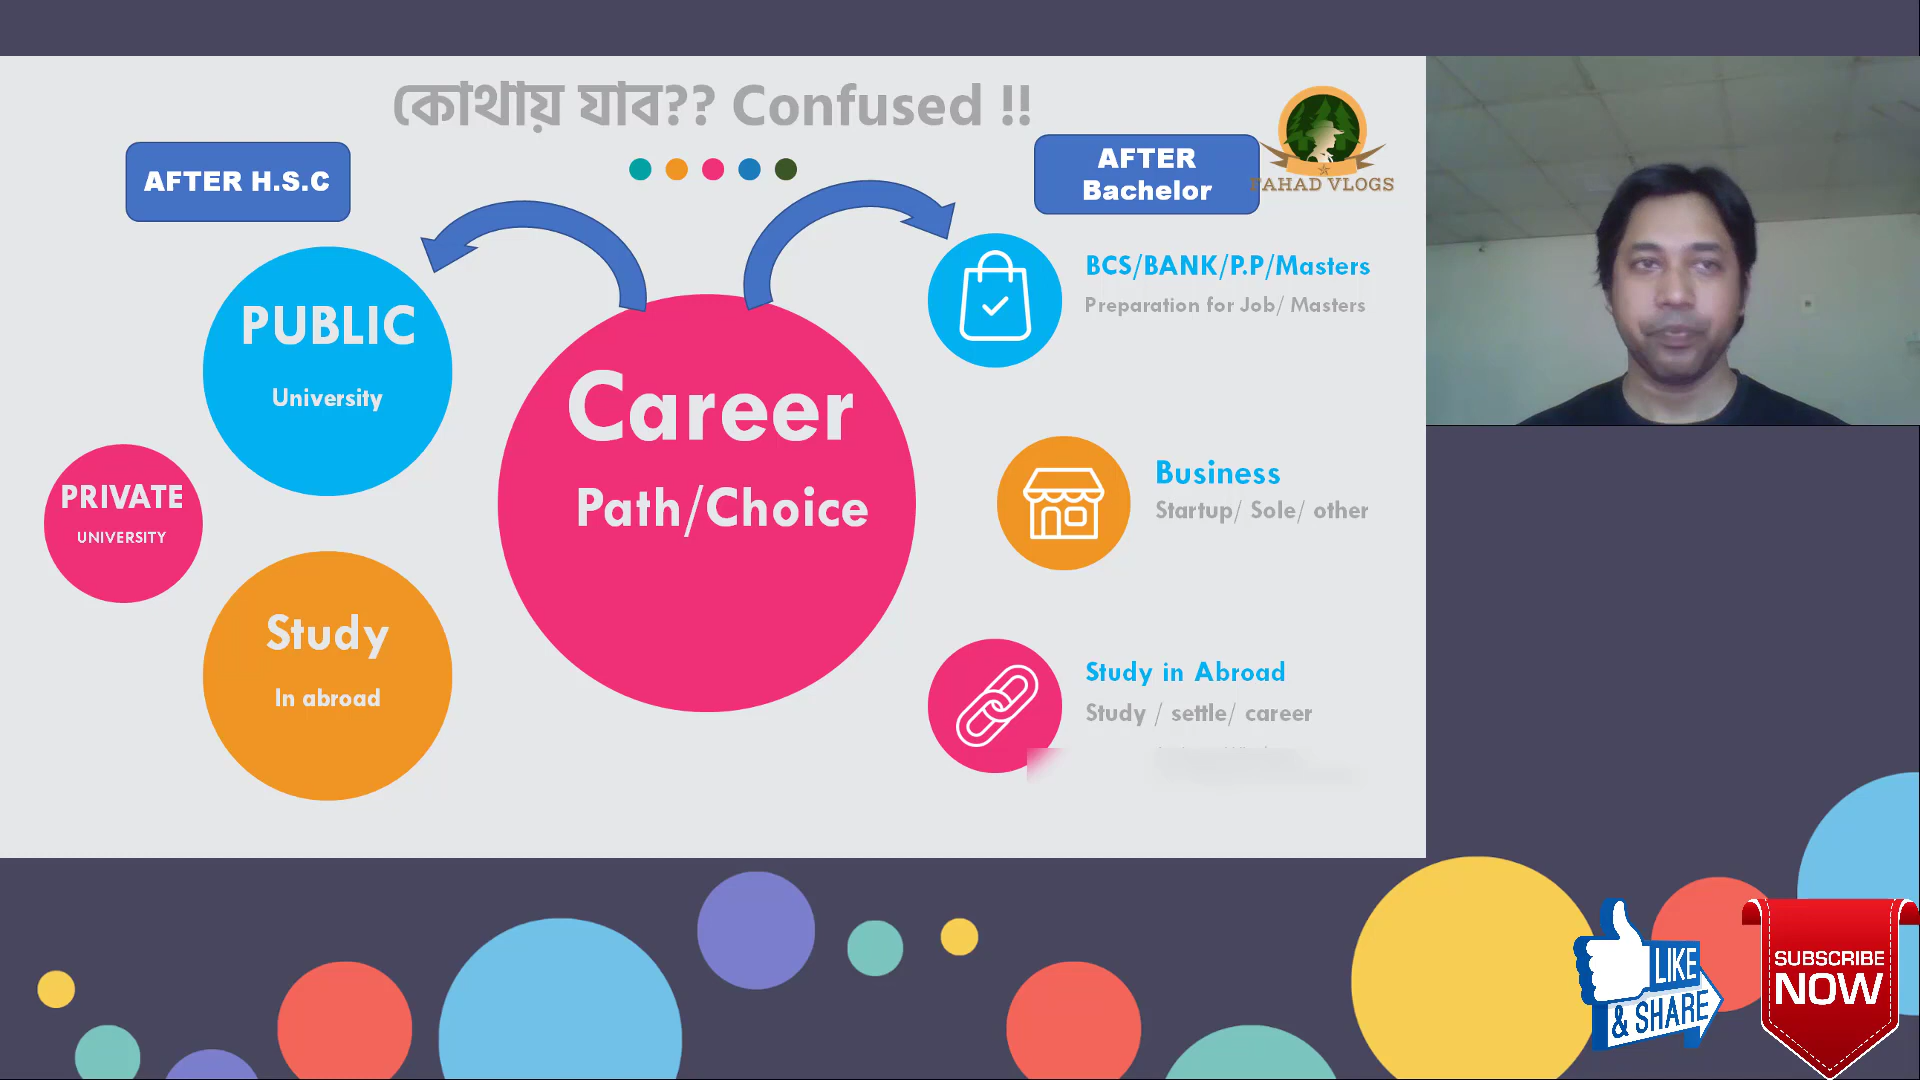 কোথায় যাব?? Confused !!
AFTER H.S.C
AFTER
Bachelor
FAHAD VLOGS
PUBLIC
University
PRIVATE
UNIVERSITY
Study
In abroad
Career
Path/Choice
BCS/BANK/P.P/Masters
Preparation for Job/ Masters
Business
Startup/ Sole/ other
Study in Abroad
Study / settle/ career
LIKE
& SHARE
SUBSCRIBE
NOW